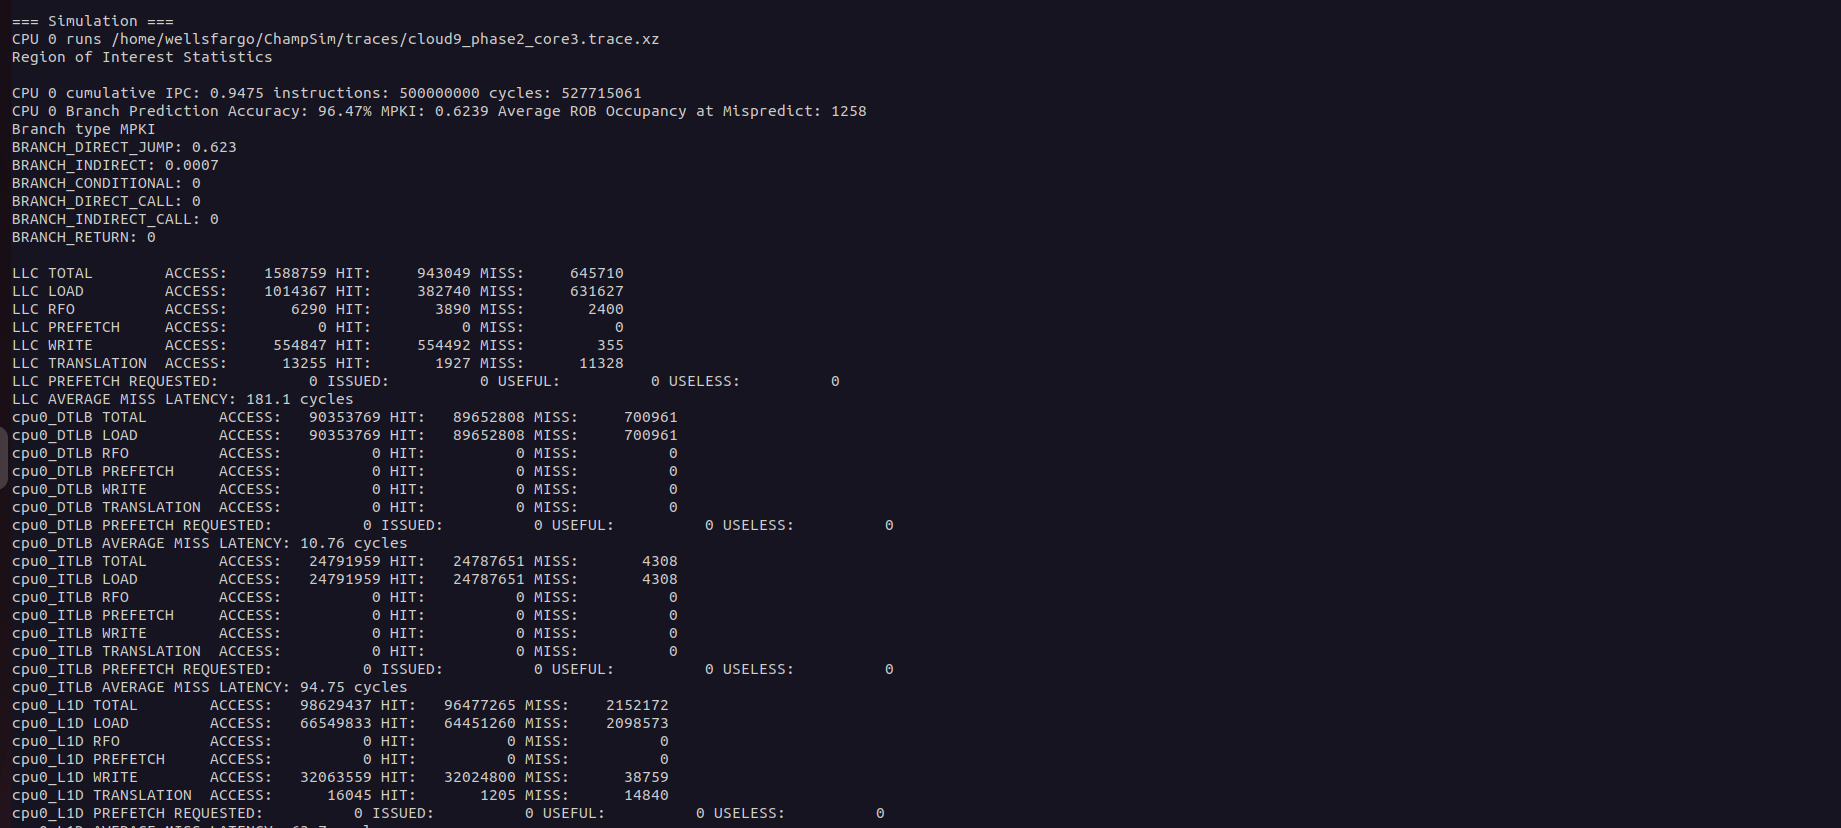 === Simulation ===
CPU 0 runs /home/wellsfargo/ChampSim/traces/cloud9_phase2_core3.trace.xz
Region of Interest Statistics
CPU 0 cumulative IPC: 0.9475 instructions: 500000000 cycles: 527715061
CPU 0 Branch Prediction Accuracy: 96.47% MPKI: 0.6239 Average ROB Occupancy at Mispredict: 1258
Branch type MPKI
BRANCH_DIRECT_JUMP: 0.623
BRANCH_INDIRECT: 0.0007
BRANCH_CONDITIONAL: 0
BRANCH_DIRECT_CALL: 0
BRANCH_INDIRECT_CALL: 0
BRANCH_RETURN: 0
LLC TOTAL ACCESS: 1588759 HIT: 943049 MISS: 645710
LLC LOAD ACCESS: 1014367 HIT: 382740 MISS: 631627
LLC RFO ACCESS: 6290 HIT: 3890 MISS: 2400
LLC PREFETCH ACCESS: 0 HIT: 0 MISS: 0
LLC WRITE ACCESS: 554847 HIT: 554492 MISS: 355
LLC TRANSLATION ACCESS: 13255 HIT: 1927 MISS: 11328
LLC PREFETCH REQUESTED: 0 ISSUED: 0 USEFUL: 0 USELESS: 0
LLC AVERAGE MISS LATENCY: 181.1 cycles
cpu0_DTLB TOTAL ACCESS: 90353769 HIT: 89652808 MISS: 700961
cpu0_DTLB LOAD ACCESS: 90353769 HIT: 89652808 MISS: 700961
cpu0_DTLB RFO ACCESS: 0 HIT: 0 MISS: 0
cpu0_DTLB PREFETCH ACCESS: 0 HIT: 0 MISS: 0
cpu0_DTLB WRITE ACCESS: 0 HIT: 0 MISS: 0
cpu0_DTLB TRANSLATION ACCESS: 0 HIT: 0 MISS: 0
cpu0_DTLB PREFETCH REQUESTED: 0 ISSUED: 0 USEFUL: 0 USELESS: 0
cpu0_DTLB AVERAGE MISS LATENCY: 10.76 cycles
cpu0_ITLB TOTAL ACCESS: 24791959 HIT: 24787651 MISS: 4308
cpu0_ITLB LOAD ACCESS: 24791959 HIT: 24787651 MISS: 4308
cpu0_ITLB RFO ACCESS: 0 HIT: 0 MISS: 0
cpu0_ITLB PREFETCH ACCESS: 0 HIT: 0 MISS: 0
cpu0_ITLB WRITE ACCESS: 0 HIT: 0 MISS: 0
cpu0_ITLB TRANSLATION ACCESS: 0 HIT: 0 MISS: 0
cpu0_ITLB PREFETCH REQUESTED: 0 ISSUED: 0 USEFUL: 0 USELESS: 0
cpu0_ITLB AVERAGE MISS LATENCY: 94.75 cycles
cpu0_L1D TOTAL ACCESS: 98629437 HIT: 96477265 MISS: 2152172
cpu0_L1D LOAD ACCESS: 66549833 HIT: 64451260 MISS: 2098573
cpu0_L1D RFO ACCESS: 0 HIT: 0 MISS: 0
cpu0_L1D PREFETCH ACCESS: 0 HIT: 0 MISS: 0
cpu0_L1D WRITE ACCESS: 32063559 HIT: 32024800 MISS: 38759
cpu0_L1D TRANSLATION ACCESS: 16045 HIT: 1205 MISS: 14840
cpu0_L1D PREFETCH REQUESTED: 0 ISSUED: 0 USEFUL: 0 USELESS: 0